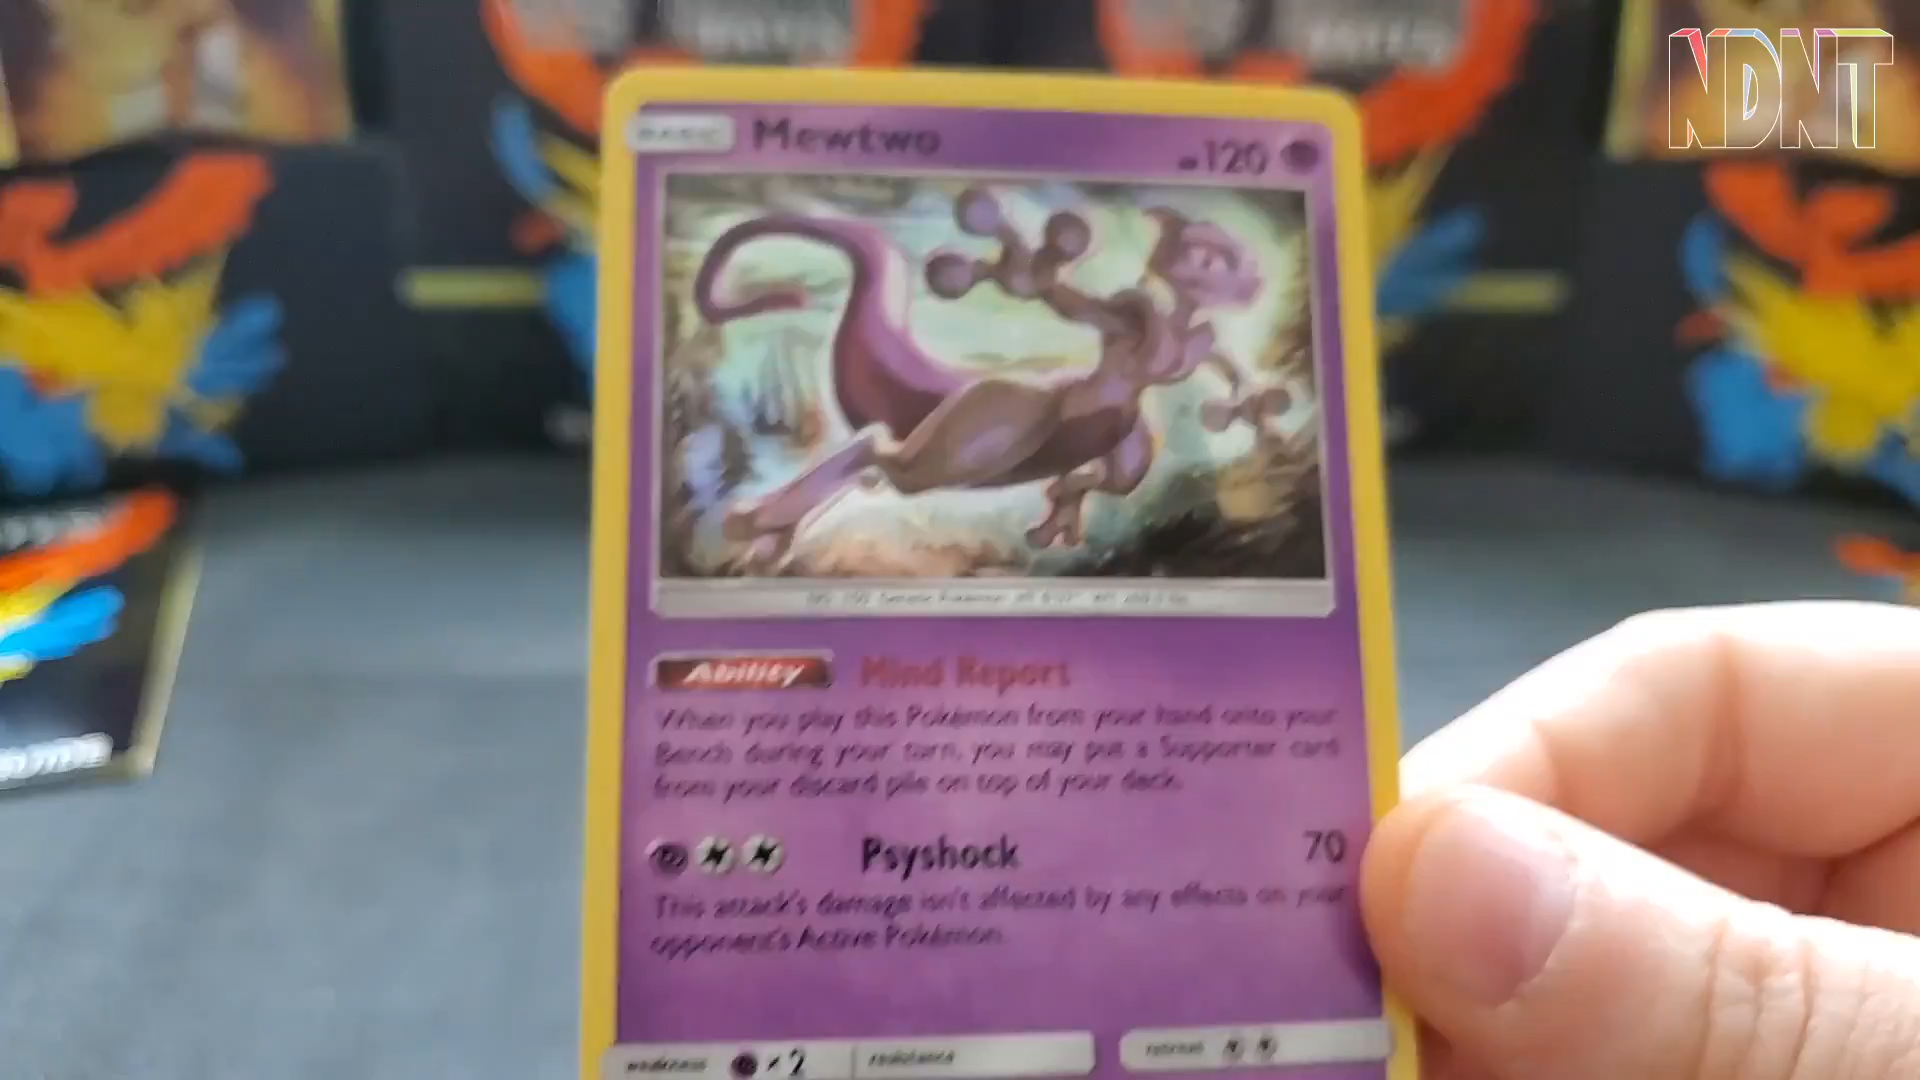 NDNT
BASIC Mewtwo 120
Ability Mind Report
When you play this Pokémon from your hand onto your
Bench during your turn, you may put a Supporter card
from your discard pile on top of your deck.
Psyshock 70
This attack's damage isn't affected by any effects on your
opponent's Active Pokémon.
weakness ×2 resistance retreat